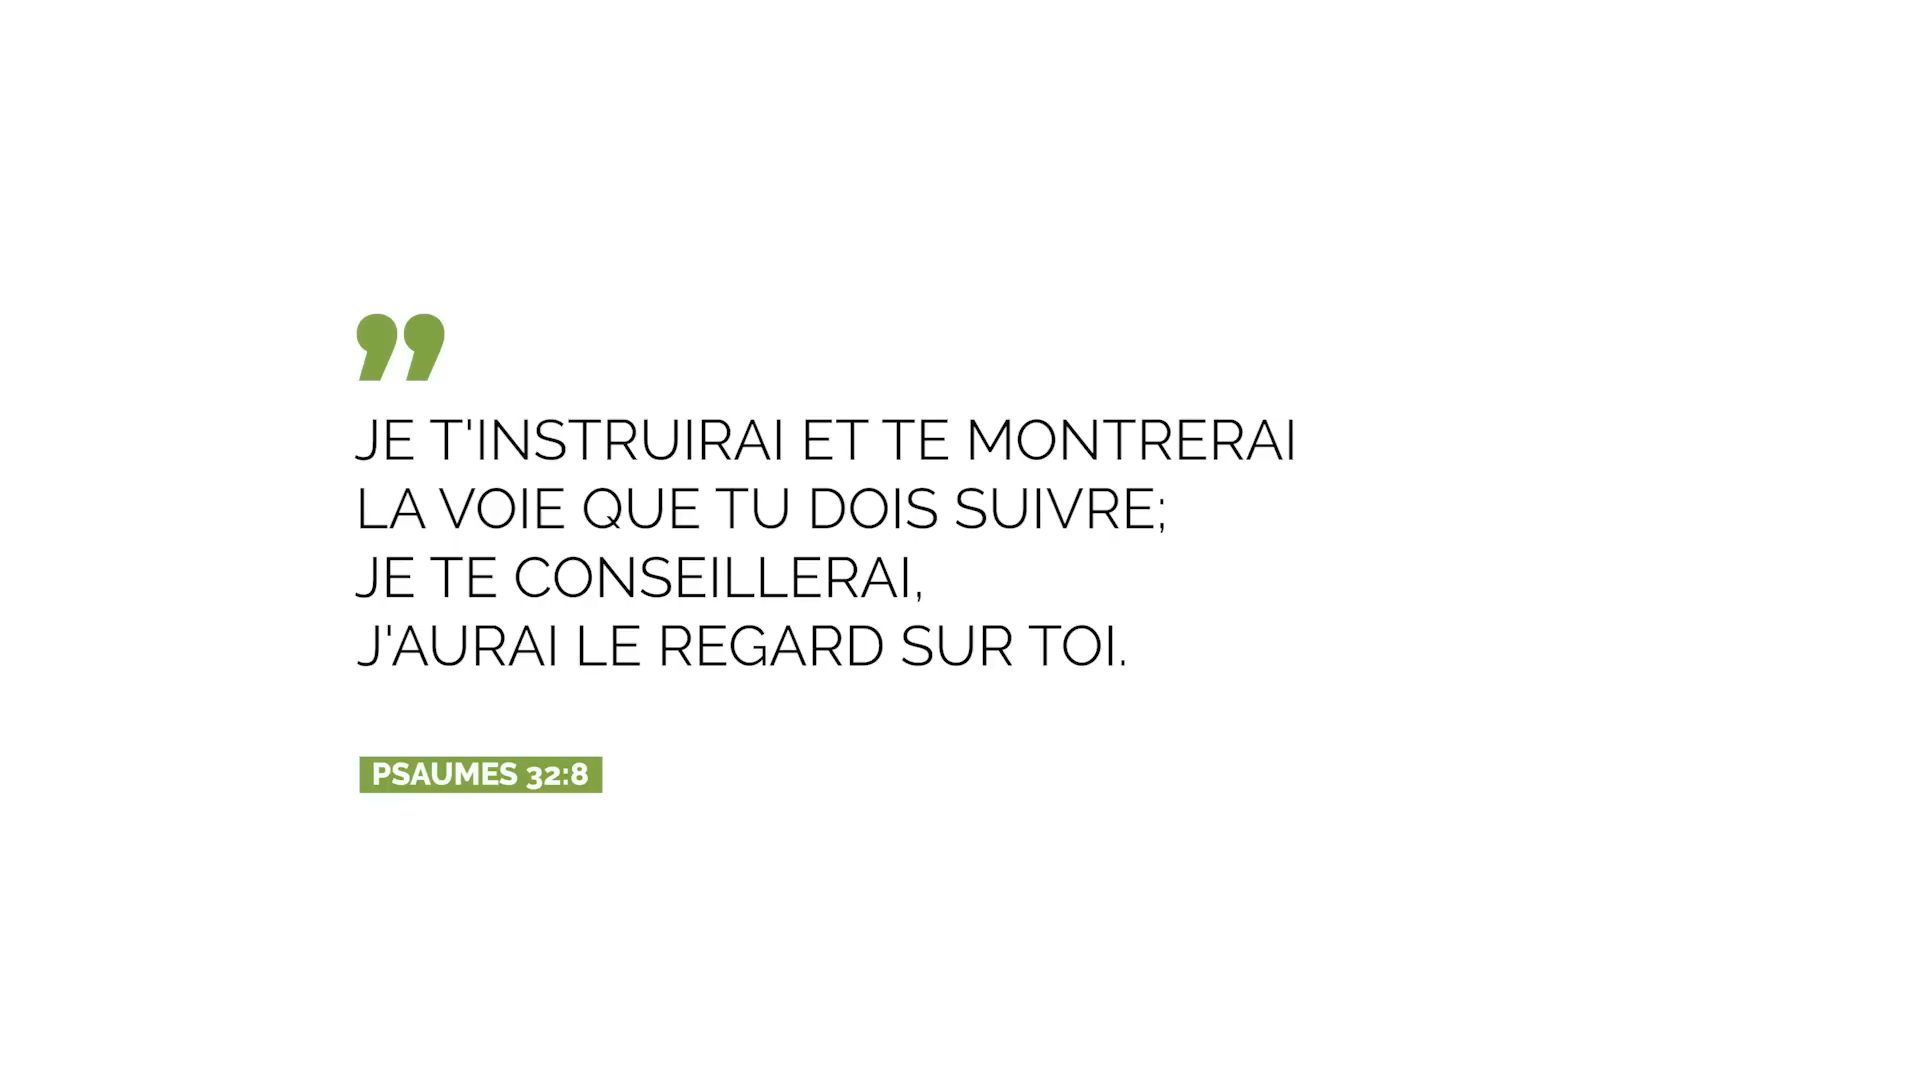 ”
JE T'INSTRUIRAI ET TE MONTRERAI
LA VOIE QUE TU DOIS SUIVRE;
JE TE CONSEILLERAI,
J'AURAI LE REGARD SUR TOI.
PSAUMES 32:8